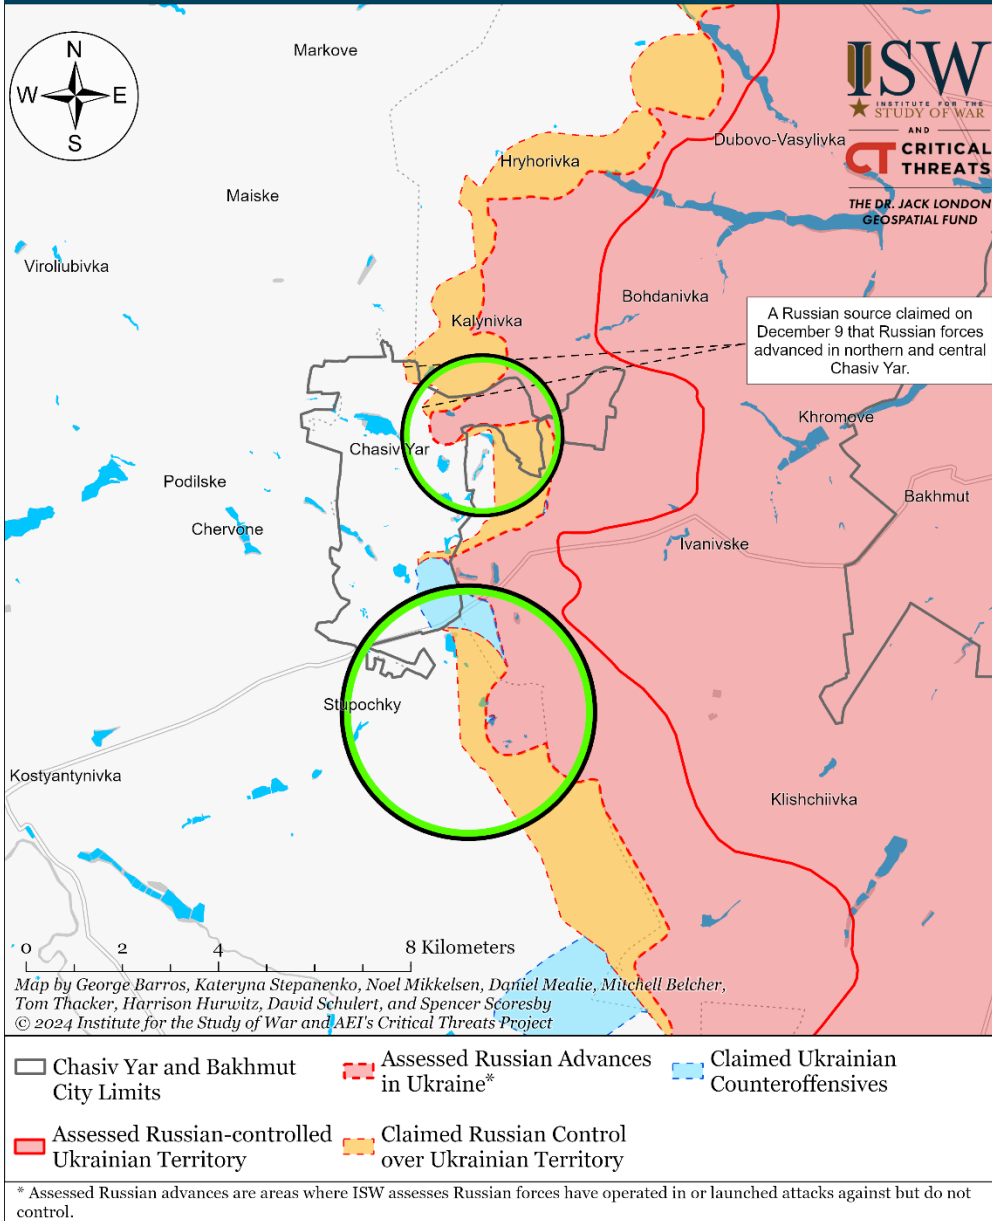 N
W
E
S
Markove
ISW
INSTITUTE FOR THE
STUDY OF WAR
AND
CT CRITICAL
THREATS
THE DR. JACK LONDON
GEOSPATIAL FUND
Dubovo-Vasylivka
Hryhorivka
Maiske
Viroliubivka
Bohdanivka
Kalynivka
A Russian source claimed on
December 9 that Russian forces
advanced in northern and central
Chasiv Yar.
Khromove
Chasiv Yar
Podilske
Bakhmut
Chervone
Ivanivske
Stupochky
Kostyantynivka
Klishchiivka
0 2 4 8 Kilometers
Map by George Barros, Kateryna Stepanenko, Noel Mikkelsen, Daniel Mealie, Mitchell Belcher,
Tom Thacker, Harrison Hurwitz, David Schulert, and Spencer Scoresby
© 2024 Institute for the Study of War and AEI's Critical Threats Project
Chasiv Yar and Bakhmut
City Limits
Assessed Russian Advances
in Ukraine*
Claimed Ukrainian
Counteroffensives
Assessed Russian-controlled
Ukrainian Territory
Claimed Russian Control
over Ukrainian Territory
* Assessed Russian advances are areas where ISW assesses Russian forces have operated in or launched attacks against but do not
control.